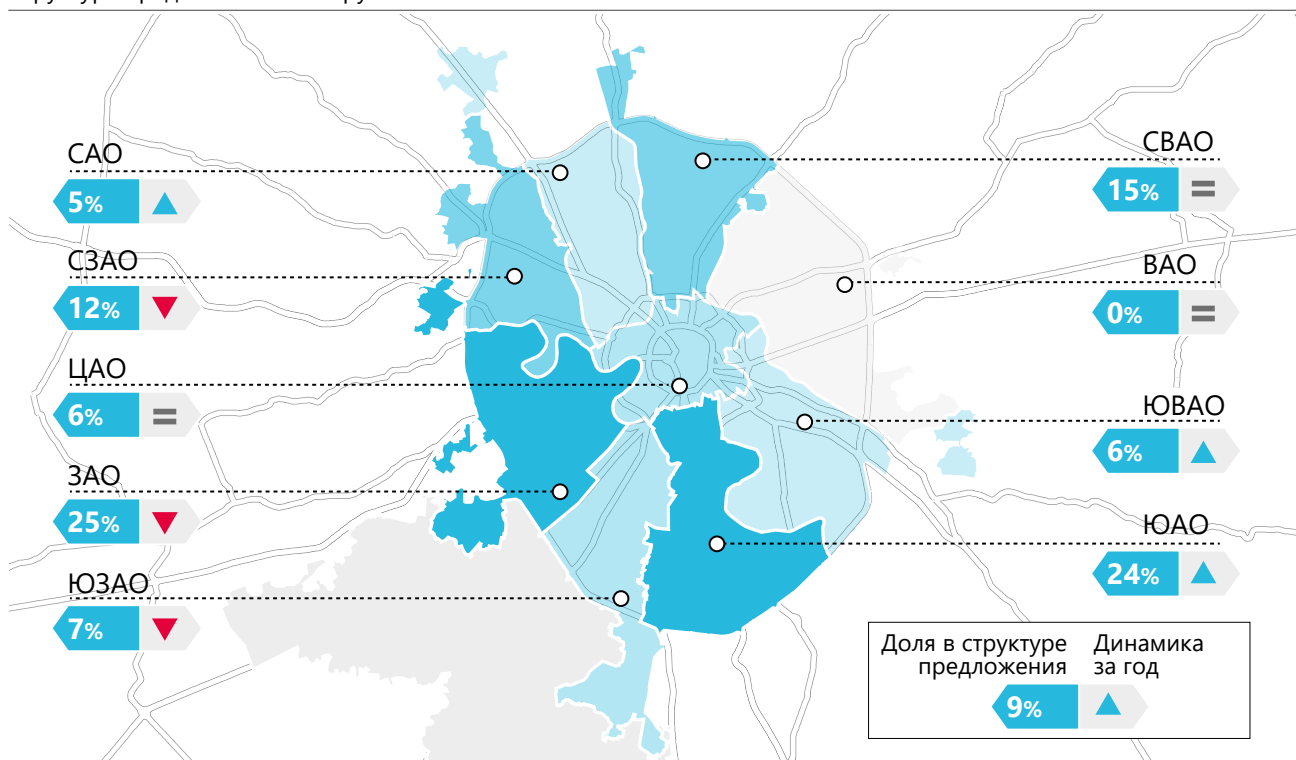 САО
5%
СЗАО
12%
ЦАО
6%
ЗАО
25%
ЮЗАО
7%
СВАО
15%
ВАО
0%
ЮВАО
6%
ЮАО
24%
Доля в структуре
предложения
Динамика
за год
9%